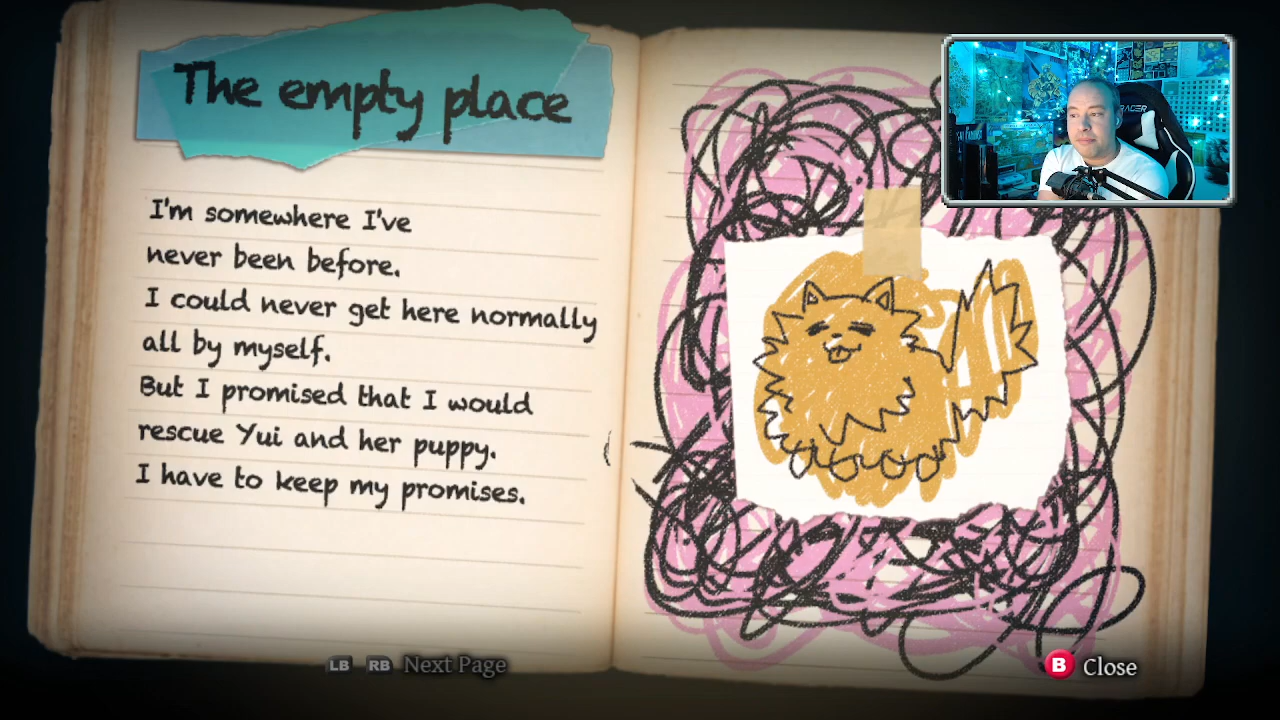 The empty place
I'm somewhere I've
never been before.
I could never get here normally
all by myself.
But I promised that I would
rescue Yui and her puppy.
I have to keep my promises.
LB RB Next Page
B Close
RACER